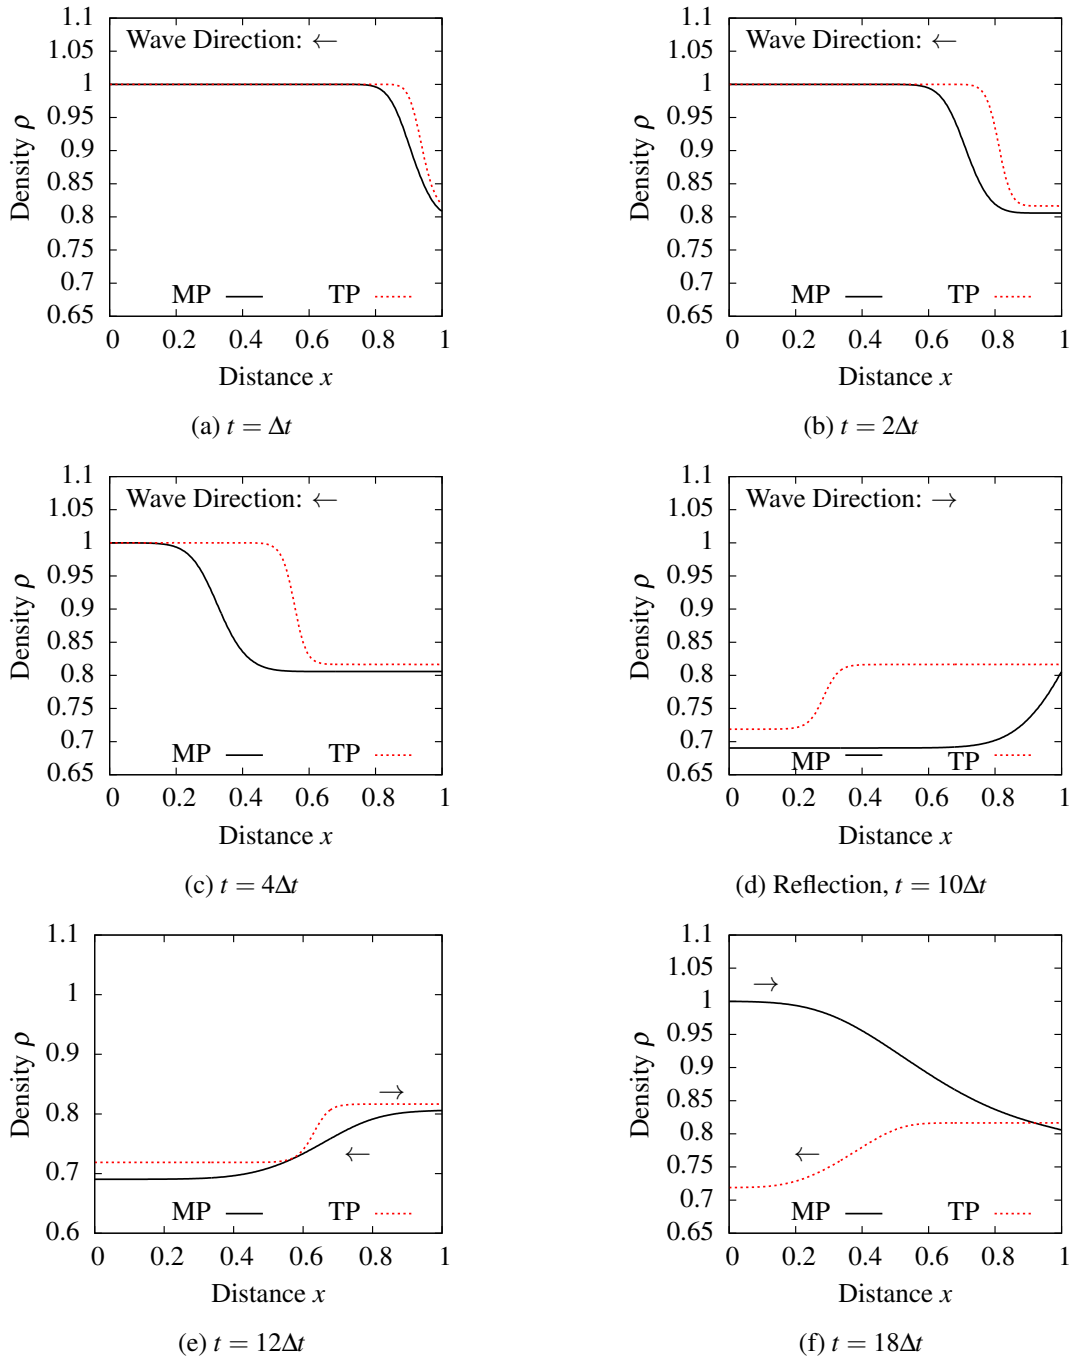 1.1
1.05
1
0.95
0.9
0.85
0.8
0.75
0.7
0.65
Density ρ
Wave Direction: ←
MP TP
0 0.2 0.4 0.6 0.8 1
Distance x
(a) t = Δt
1.1
1.05
1
0.95
0.9
0.85
0.8
0.75
0.7
0.65
Density ρ
Wave Direction: ←
MP TP
0 0.2 0.4 0.6 0.8 1
Distance x
(b) t = 2Δt
1.1
1.05
1
0.95
0.9
0.85
0.8
0.75
0.7
0.65
Density ρ
Wave Direction: ←
MP TP
0 0.2 0.4 0.6 0.8 1
Distance x
(c) t = 4Δt
1.1
1.05
1
0.95
0.9
0.85
0.8
0.75
0.7
0.65
Density ρ
Wave Direction: →
MP TP
0 0.2 0.4 0.6 0.8 1
Distance x
(d) Reflection, t = 10Δt
1.1
1
0.9
0.8
0.7
0.6
Density ρ
→
←
MP TP
0 0.2 0.4 0.6 0.8 1
Distance x
(e) t = 12Δt
1.1
1.05
1
0.95
0.9
0.85
0.8
0.75
0.7
0.65
Density ρ
→
←
MP TP
0 0.2 0.4 0.6 0.8 1
Distance x
(f) t = 18Δt